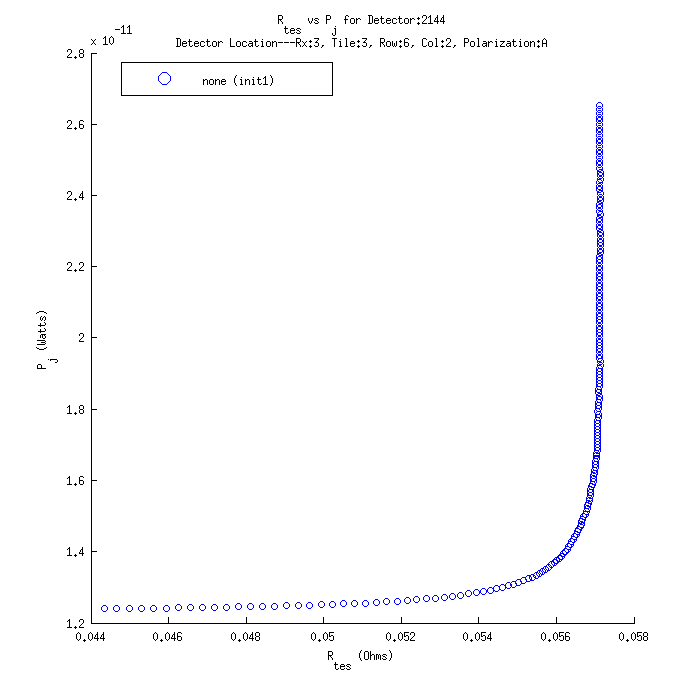 R_tes vs P_j for Detector:2144
x 10^-11
Detector Location---Rx:3, Tile:3, Row:6, Col:2, Polarization:A
none (init1)
2.8
2.6
2.4
2.2
2
1.8
1.6
1.4
1.2
P_j (Watts)
0.044 0.046 0.048 0.05 0.052 0.054 0.056 0.058
R_tes (Ohms)